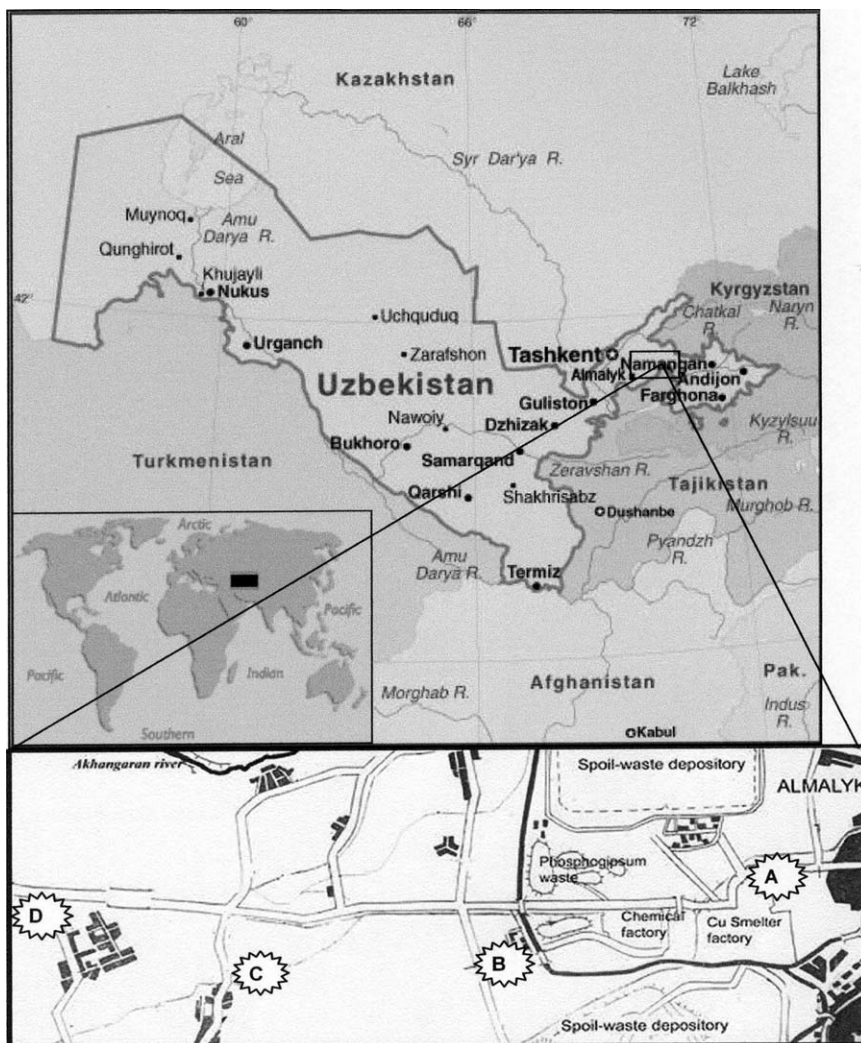 60°
66
72
Kazakhstan
Lake
Balkhash
Aral
Sea
Syr Dar'ya R.
Muynoq
Amu
Darya R.
Qunghirot
Khujayli
Nukus
42°
Kyrgyzstan
Chatkal
R.
Naryn
R.
Uchquduq
Urganch
Tashkent
Zarafshon
Almalyk
Namangan
Andijon
Uzbekistan
Guliston
Farghona
Nawoiy
Dzhizak
Kyzylsuu
R.
Bukhoro
Turkmenistan
Samarqand
Zeravshan R.
Tajikistan
Qarshi
Shakhrisabz
Murghob R.
Dushanbe
Pyandzh
R.
Amu
Darya R.
Termiz
Arctic
Atlantic
Pacific
Pacific
Indian
Southern
Morghab R.
Afghanistan
Pak.
Indus
R.
Kabul
Akhangaran river
Spoil-waste depository
ALMALYK
Phosphogipsum
waste
A
D
Chemical
factory
Cu Smelter
factory
C
B
Spoil-waste depository